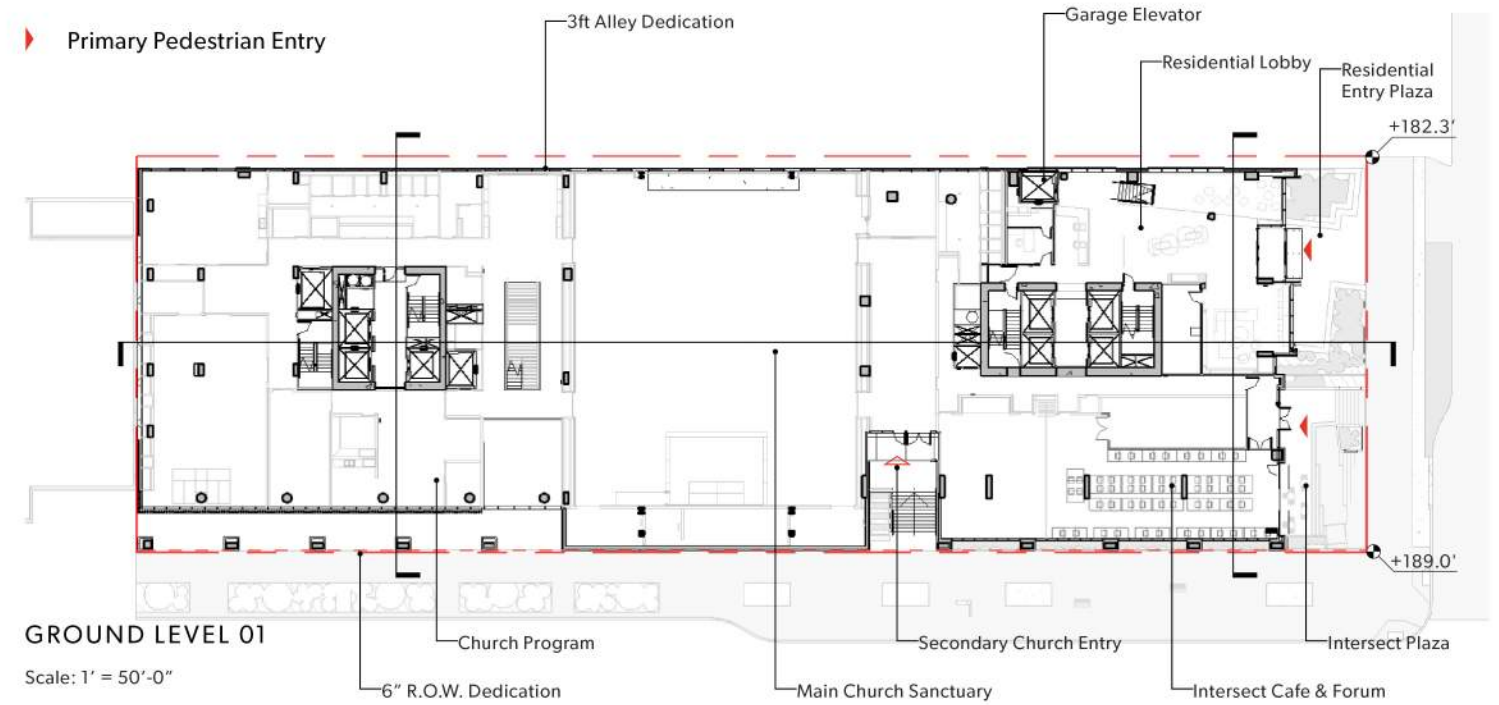 Primary Pedestrian Entry
3ft Alley Dedication
Garage Elevator
Residential Lobby
Residential
Entry Plaza
+182.3'
+189.0'
GROUND LEVEL 01
Scale: 1' = 50'-0"
Church Program
6" R.O.W. Dedication
Main Church Sanctuary
Secondary Church Entry
Intersect Plaza
Intersect Cafe & Forum